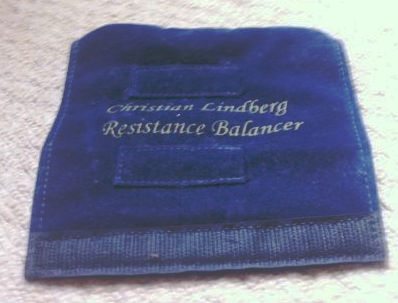 Christian Lindberg
Resistance Balancer